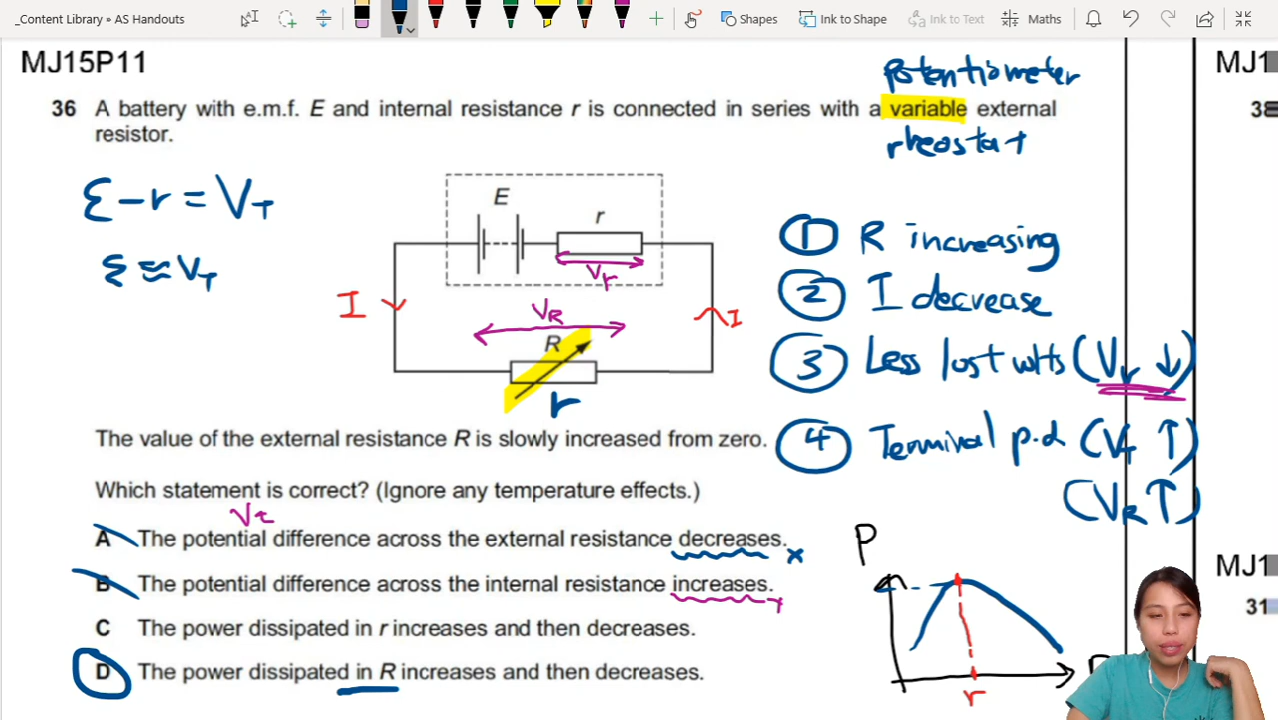 _Content Library » AS Handouts
Shapes
Ink to Shape
Ink to Text
Maths
MJ15P11
MJ1
potentiometer
36 A battery with e.m.f. E and internal resistance r is connected in series with a variable external
resistor.
38
rheostat
ℰ - r = VT
ℰ ≈ VT
E
r
Vr
I
VR
I
R
r
① R increasing
② I decrease
③ Less lost volts (Vr ↓)
④ Terminal p.d (VT ↑)
(VR ↑)
The value of the external resistance R is slowly increased from zero.
Which statement is correct? (Ignore any temperature effects.)
A The potential difference across the external resistance decreases. x
B The potential difference across the internal resistance increases.
C The power dissipated in r increases and then decreases.
D The power dissipated in R increases and then decreases.
P
r
MJ1
31